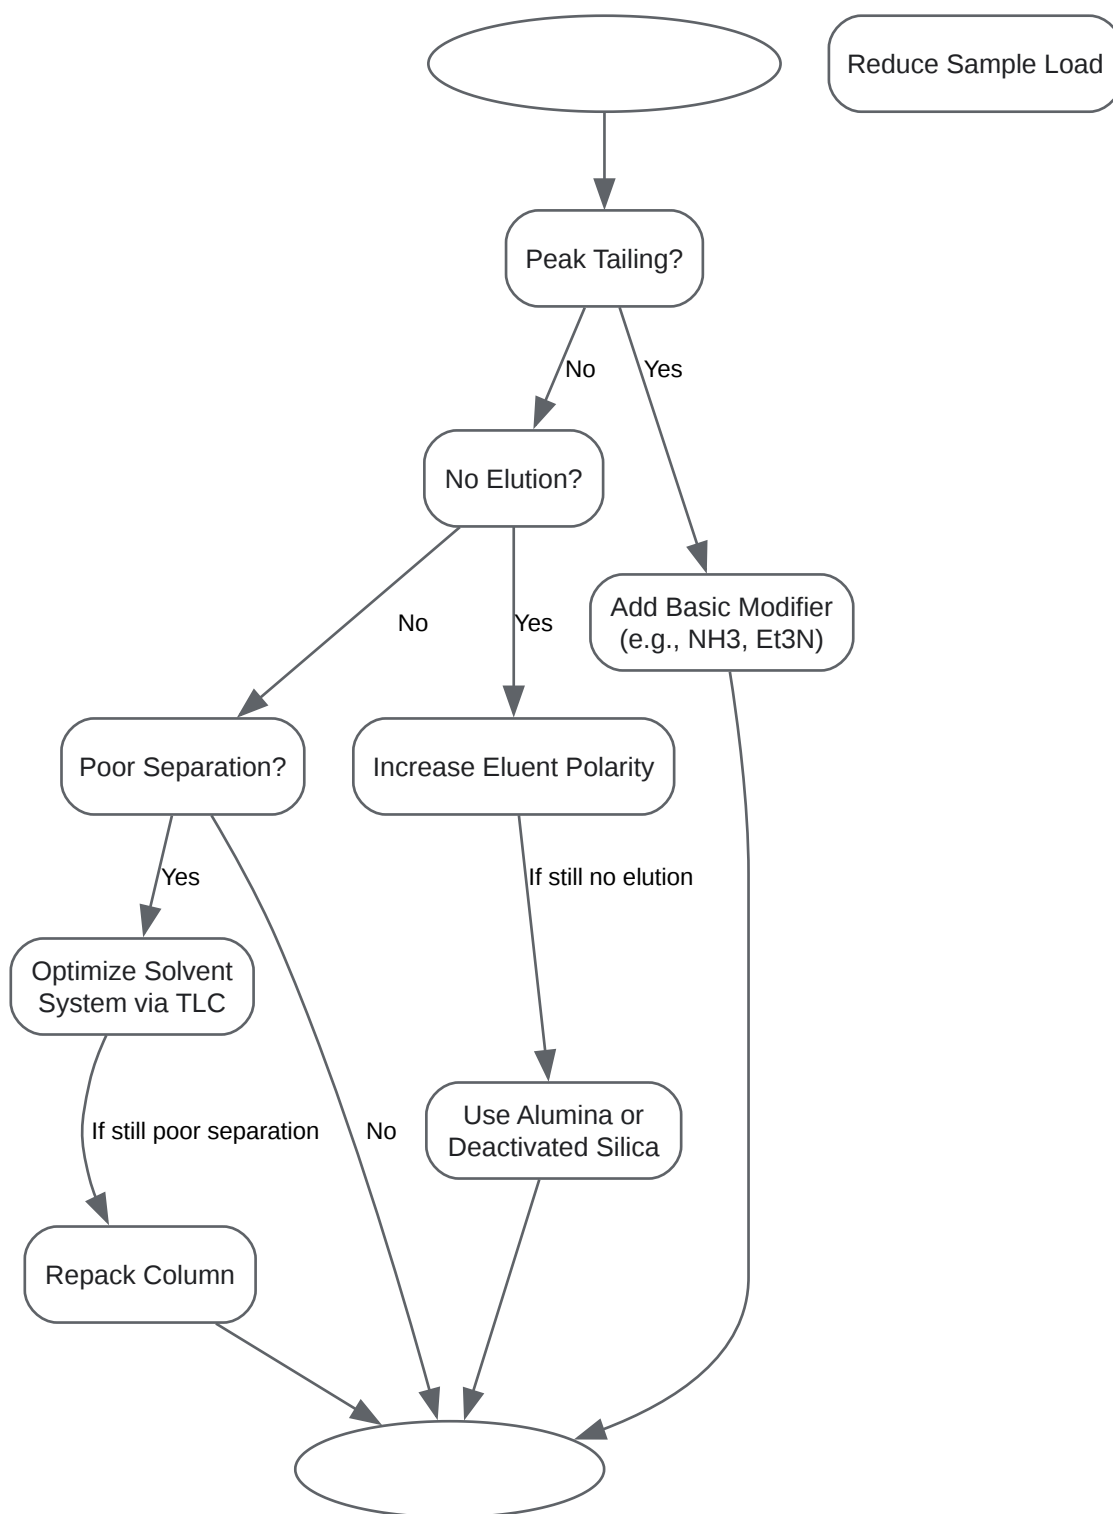 Reduce Sample Load
Peak Tailing?
No
Yes
No Elution?
No
Yes
Add Basic Modifier
(e.g., NH3, Et3N)
Poor Separation?
Increase Eluent Polarity
Yes
If still no elution
Optimize Solvent
System via TLC
If still poor separation
No
Use Alumina or
Deactivated Silica
Repack Column